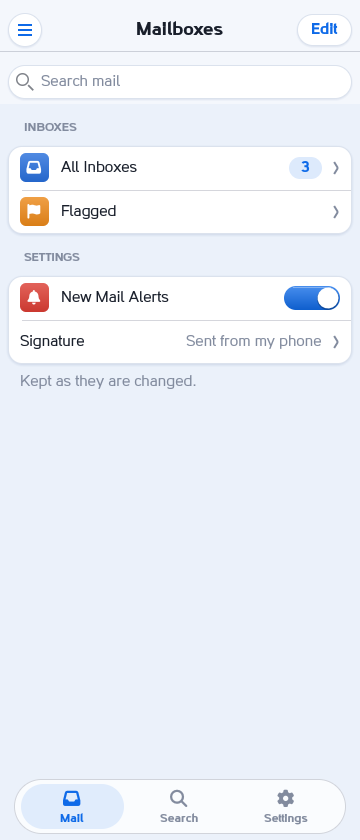 Mailboxes
Edit
Search mail
INBOXES
All Inboxes
3
Flagged
SETTINGS
New Mail Alerts
Signature
Sent from my phone
Kept as they are changed.
Mail
Search
Settings